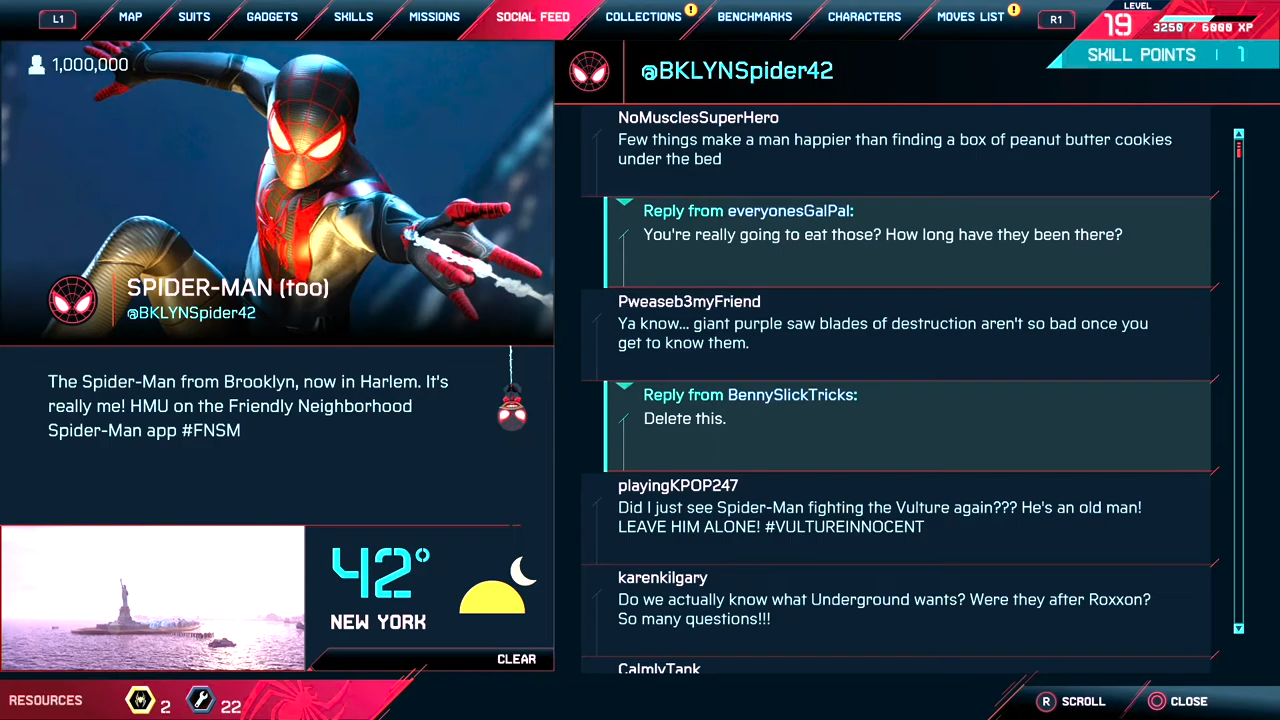 L1
MAP
SUITS
GADGETS
SKILLS
MISSIONS
SOCIAL FEED
COLLECTIONS
!
BENCHMARKS
CHARACTERS
MOVES LIST
!
R1
LEVEL
19
3250 / 6000 XP
SKILL POINTS | 1
1,000,000
SPIDER-MAN (too)
@BKLYNSpider42
The Spider-Man from Brooklyn, now in Harlem. It's
really me! HMU on the Friendly Neighborhood
Spider-Man app #FNSM
42°
NEW YORK
CLEAR
@BKLYNSpider42
NoMusclesSuperHero
Few things make a man happier than finding a box of peanut butter cookies
under the bed
Reply from everyonesGalPal:
You're really going to eat those? How long have they been there?
Pweaseb3myFriend
Ya know... giant purple saw blades of destruction aren't so bad once you
get to know them.
Reply from BennySlickTricks:
Delete this.
playingKPOP247
Did I just see Spider-Man fighting the Vulture again??? He's an old man!
LEAVE HIM ALONE! #VULTUREINNOCENT
karenkilgary
Do we actually know what Underground wants? Were they after Roxxon?
So many questions!!!
CalmlyTank
RESOURCES
2
22
R SCROLL
CLOSE